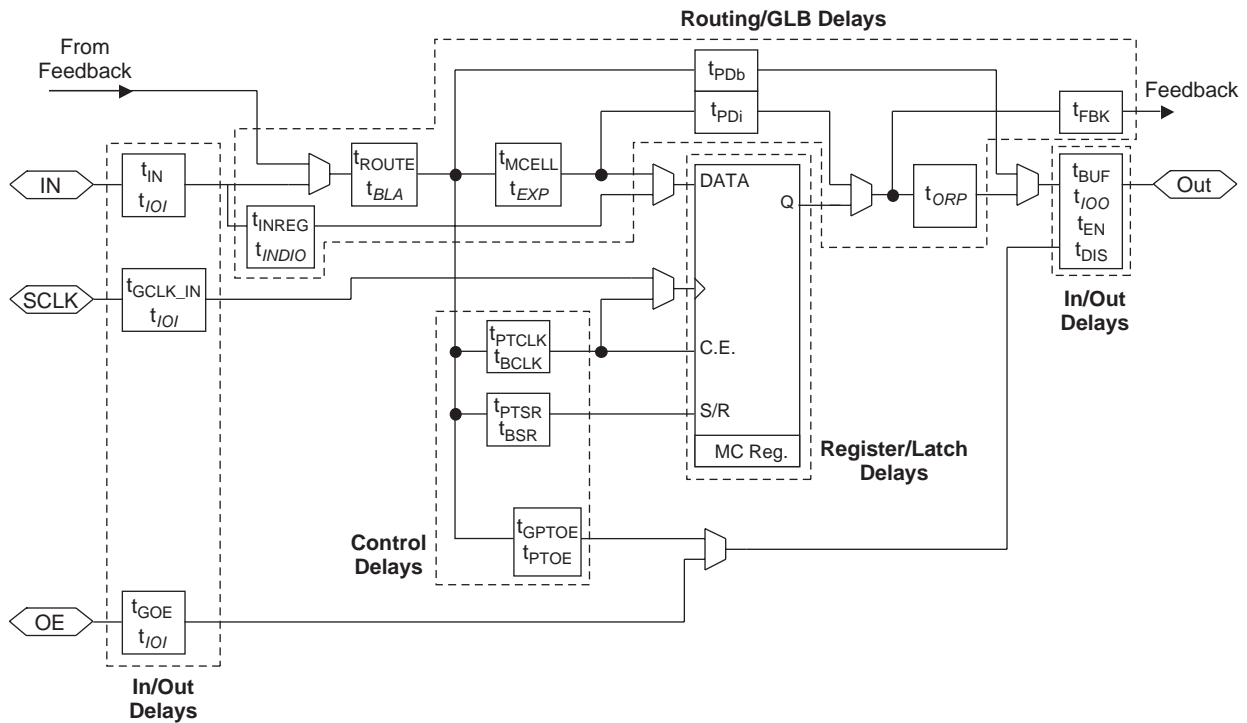 Routing/GLB Delays
From
Feedback
tPDb
tPDi
tFBK
Feedback
IN
tIN
tIOI
tROUTE
tBLA
tMCELL
tEXP
DATA
Q
tORP
tBUF
tIOO
tEN
tDIS
Out
tINREG
tINDIO
SCLK
tGCLK_IN
tIOI
In/Out
Delays
tPTCLK
tBCLK
C.E.
tPTSR
tBSR
S/R
MC Reg.
Register/Latch
Delays
Control
Delays
tGPTOE
tPTOE
OE
tGOE
tIOI
In/Out
Delays